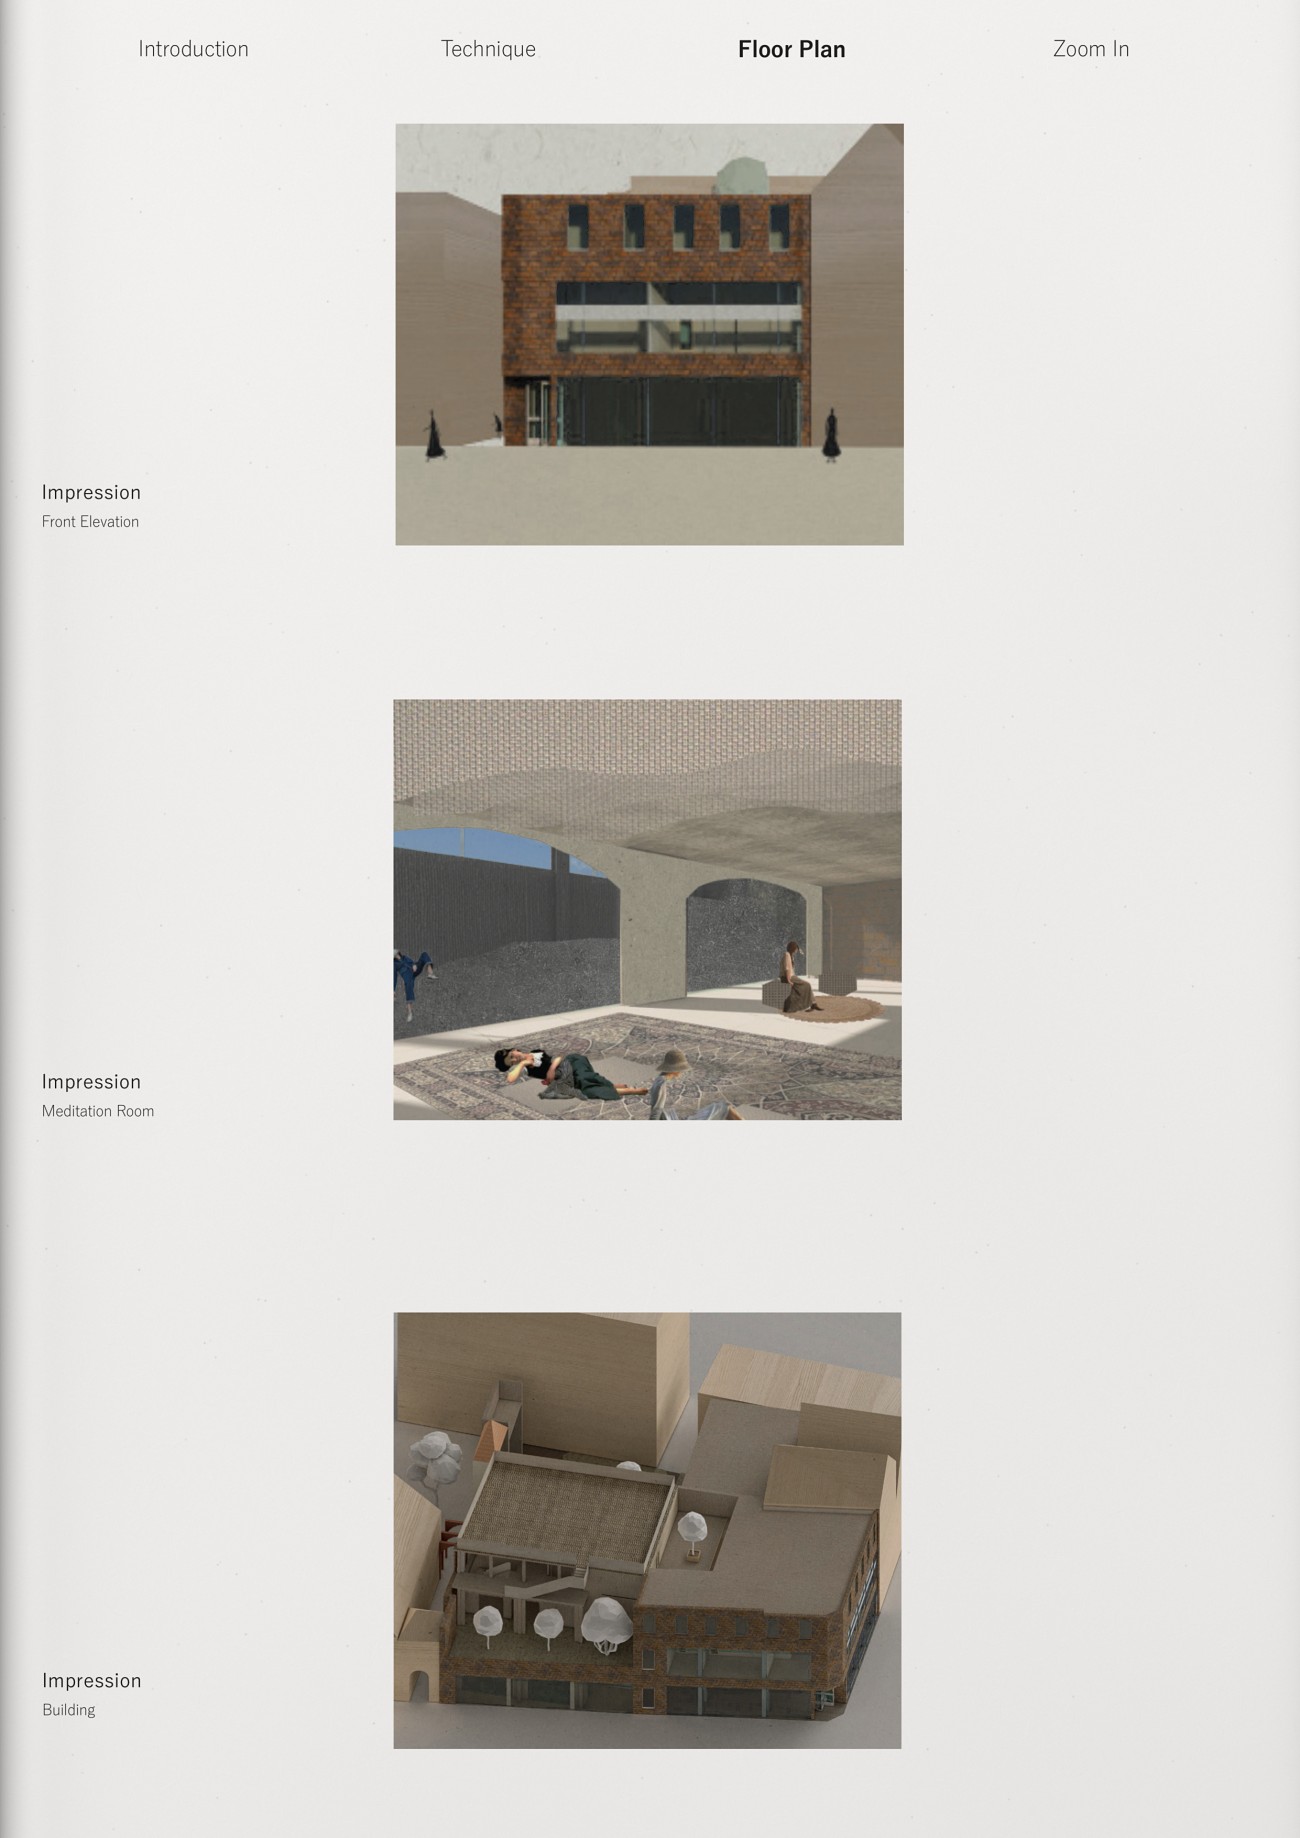 Introduction
Technique
Floor Plan
Zoom In
Impression
Front Elevation
Impression
Meditation Room
Impression
Building